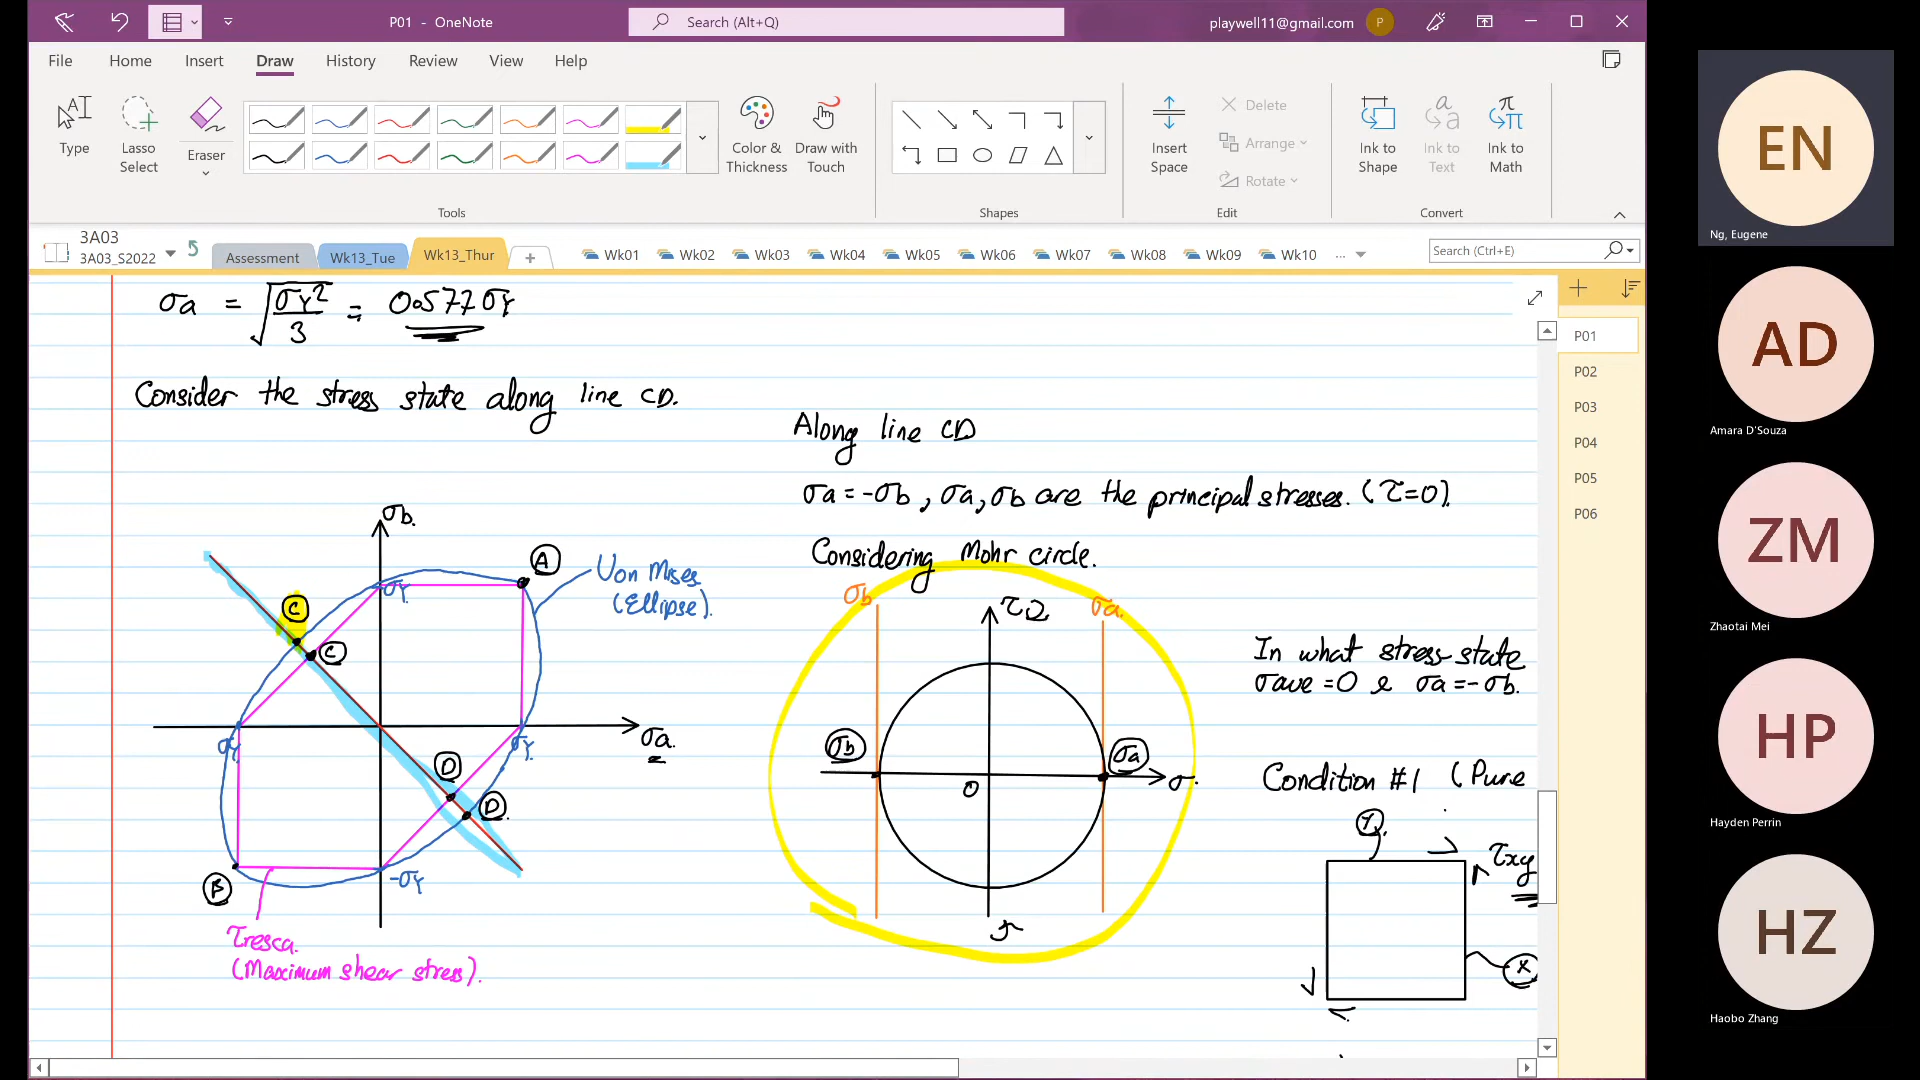 P01 - OneNote
Search (Alt+Q)
playwell11@gmail.com
P
File Home Insert Draw History Review View Help
Type
Lasso Select
Eraser
Color & Thickness
Draw with Touch
Insert Space
Delete
Arrange
Rotate
Ink to Shape
Ink to Text
Ink to Math
Tools
Shapes
Edit
Convert
3A03
3A03_S2022
Assessment
Wk13_Tue
Wk13_Thur
+
Wk01
Wk02
Wk03
Wk04
Wk05
Wk06
Wk07
Wk08
Wk09
Wk10
...
Search (Ctrl+E)
P01
P02
P03
P04
P05
P06
σa = √σY²/3 = 0.577σY
Consider the stress state along line CD.
Along line CD
σa = -σb, σa, σb are the principal stresses. (τ=0).
Considering Mohr circle.
σb.
A
Von Mises
(Ellipse).
σY
C
C
σY
σY
σa.
D
D
B
-σY
Tresca.
(Maximum shear stress).
σb
σa
σb
σa
σ.
0
In what stress state
σave =0 & σa=-σb.
Condition #1 (Pure
Y
τxy
X
EN
Ng, Eugene
AD
Amara D'Souza
ZM
Zhaotai Mei
HP
Hayden Perrin
HZ
Haobo Zhang